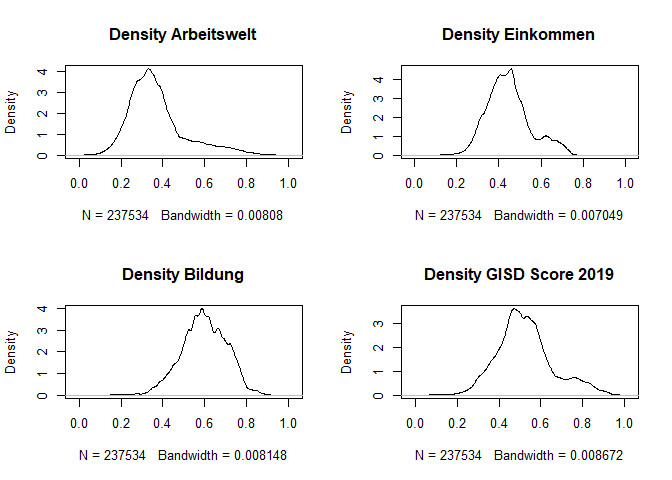 Density Arbeitswelt
Density
0 1 2 3 4
0.0 0.2 0.4 0.6 0.8 1.0
N = 237534 Bandwidth = 0.00808
Density Einkommen
Density
0 1 2 3 4
0.0 0.2 0.4 0.6 0.8 1.0
N = 237534 Bandwidth = 0.007049
Density Bildung
Density
0 1 2 3 4
0.0 0.2 0.4 0.6 0.8 1.0
N = 237534 Bandwidth = 0.008148
Density GISD Score 2019
Density
0 1 2 3
0.0 0.2 0.4 0.6 0.8 1.0
N = 237534 Bandwidth = 0.008672